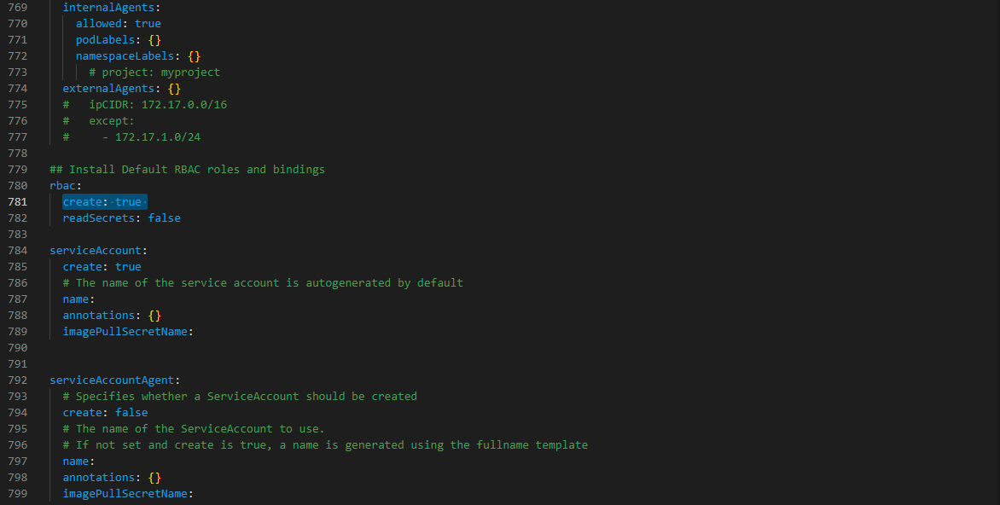 769 internalAgents:
770 allowed: true
771 podLabels: {}
772 namespaceLabels: {}
773 # project: myproject
774 externalAgents: {}
775 # ipCIDR: 172.17.0.0/16
776 # except:
777 # - 172.17.1.0/24
778
779 ## Install Default RBAC roles and bindings
780 rbac:
781 create: true
782 readSecrets: false
783
784 serviceAccount:
785 create: true
786 # The name of the service account is autogenerated by default
787 name:
788 annotations: {}
789 imagePullSecretName:
790
791
792 serviceAccountAgent:
793 # Specifies whether a ServiceAccount should be created
794 create: false
795 # The name of the ServiceAccount to use.
796 # If not set and create is true, a name is generated using the fullname template
797 name:
798 annotations: {}
799 imagePullSecretName: